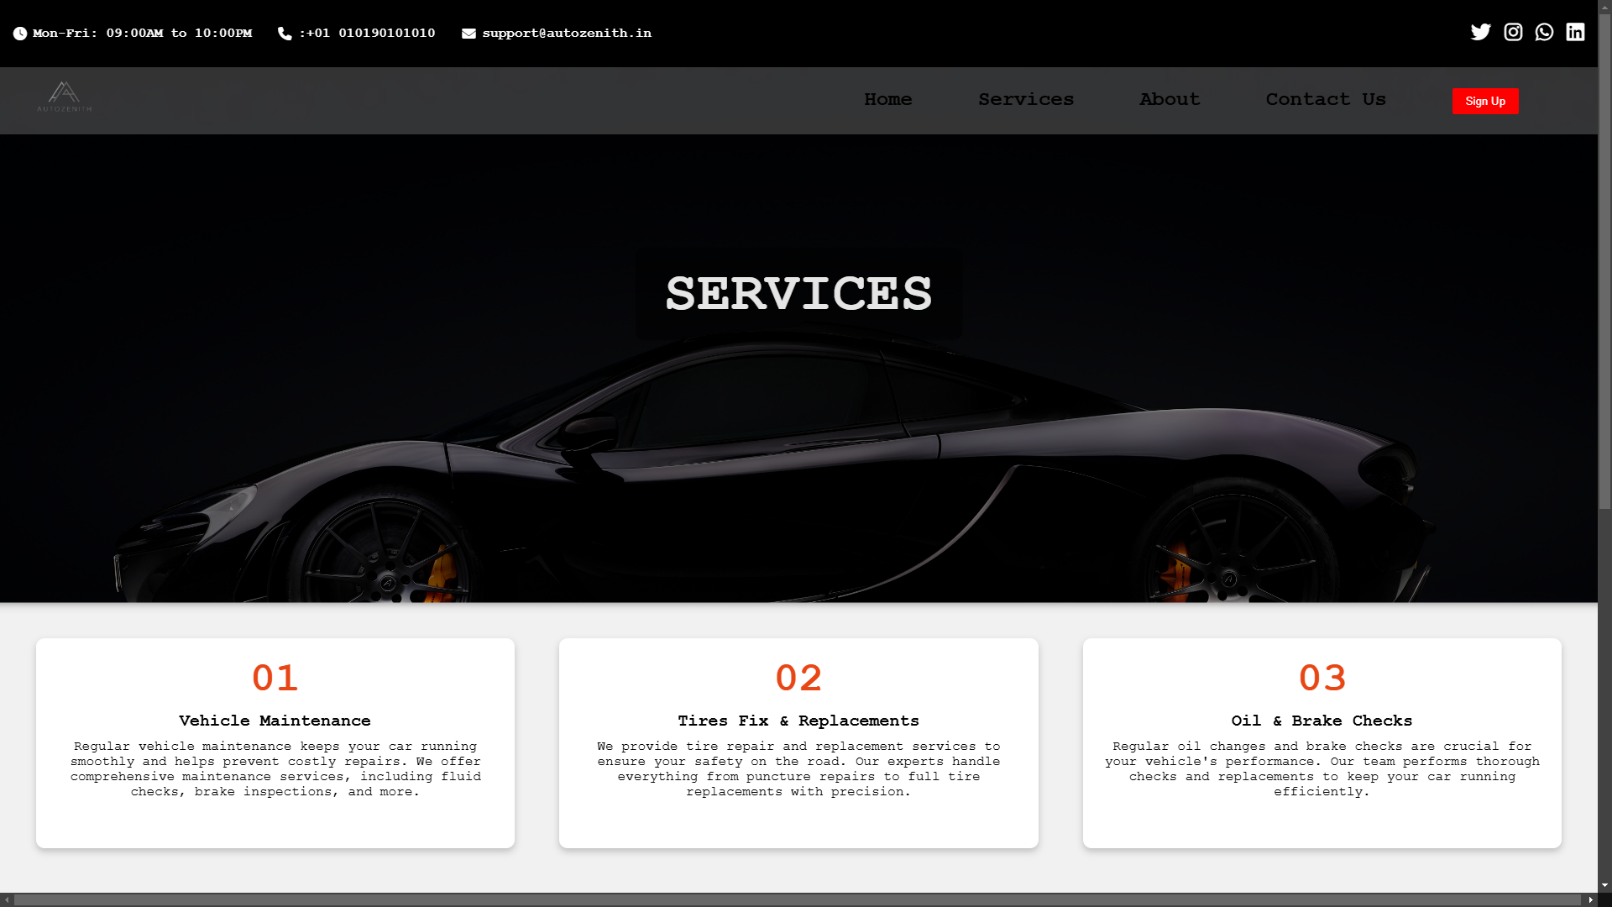 Mon-Fri: 09:00AM to 10:00PM :+01 010190101010 support@autozenith.in
AUTOZENITH
Home Services About Contact Us Sign Up
SERVICES
01
Vehicle Maintenance
Regular vehicle maintenance keeps your car running
smoothly and helps prevent costly repairs. We offer
comprehensive maintenance services, including fluid
checks, brake inspections, and more.
02
Tires Fix & Replacements
We provide tire repair and replacement services to
ensure your safety on the road. Our experts handle
everything from puncture repairs to full tire
replacements with precision.
03
Oil & Brake Checks
Regular oil changes and brake checks are crucial for
your vehicle's performance. Our team performs thorough
checks and replacements to keep your car running
efficiently.